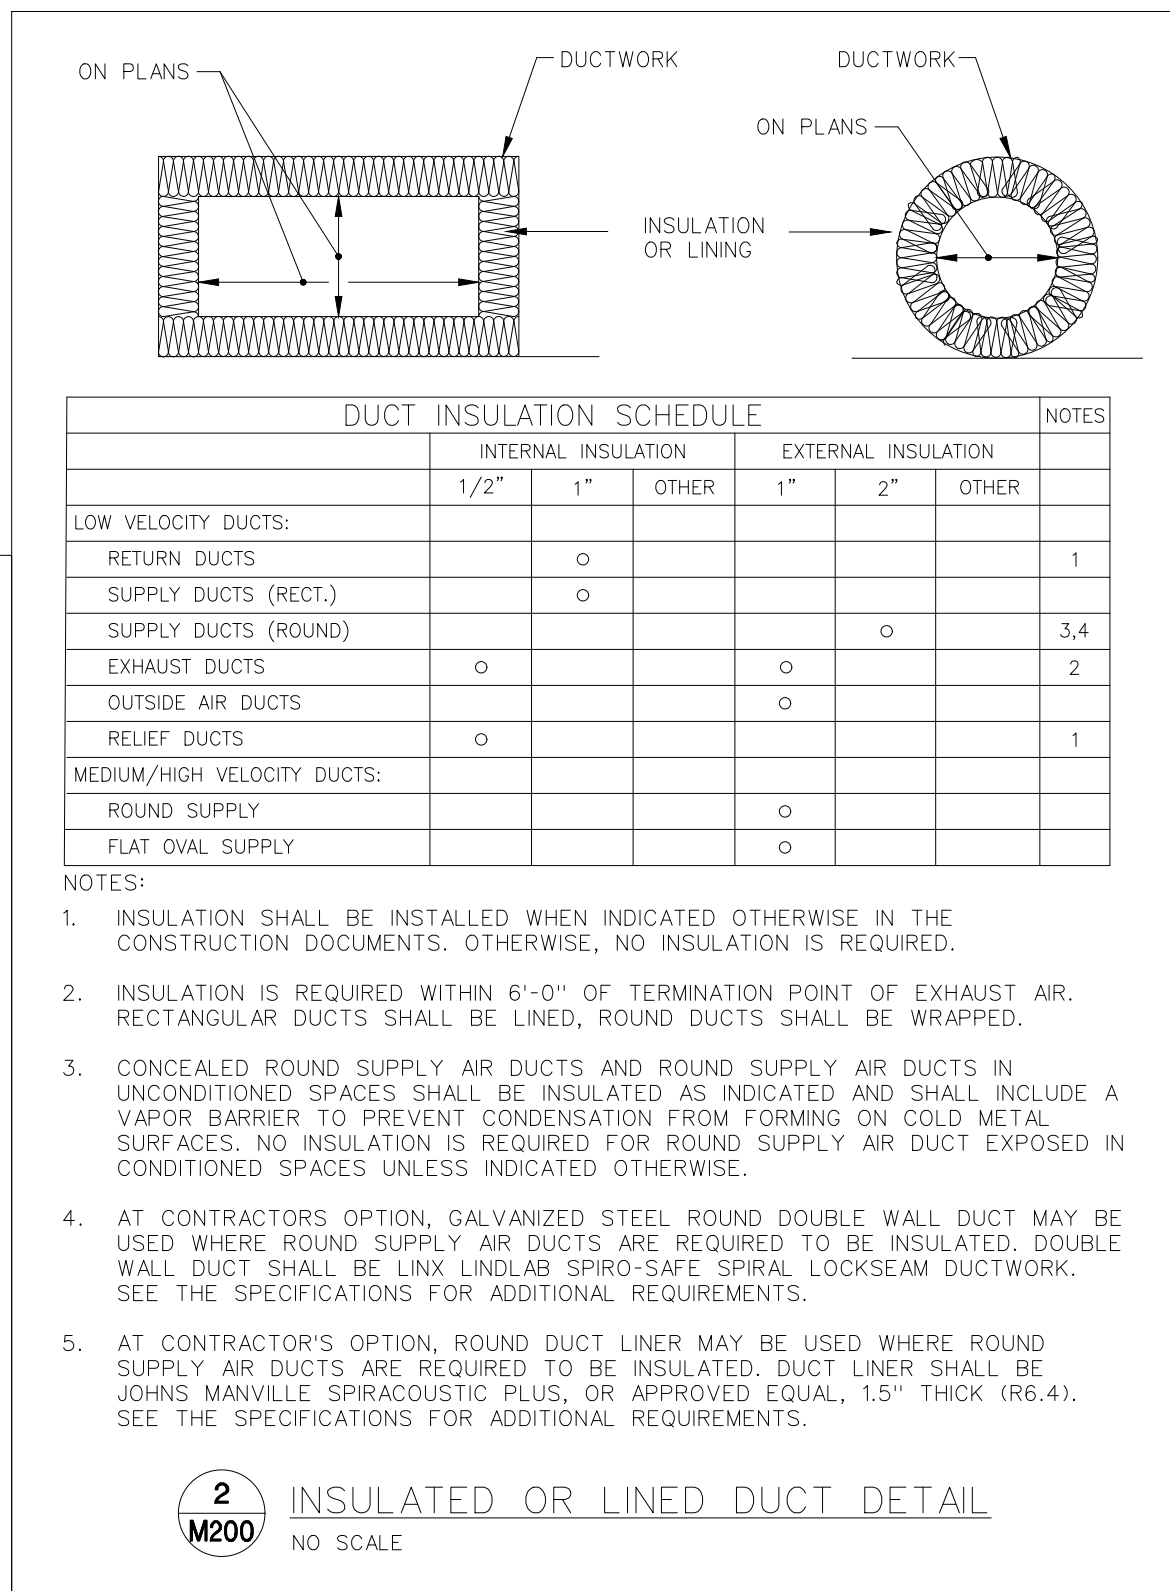 ON PLANS
DUCTWORK
DUCTWORK
ON PLANS
INSULATION
OR LINING
DUCT INSULATION SCHEDULE NOTES
INTERNAL INSULATION EXTERNAL INSULATION
1/2" 1" OTHER 1" 2" OTHER
LOW VELOCITY DUCTS:
RETURN DUCTS ○ 1
SUPPLY DUCTS (RECT.) ○
SUPPLY DUCTS (ROUND) ○ 3,4
EXHAUST DUCTS ○ ○ 2
OUTSIDE AIR DUCTS ○
RELIEF DUCTS ○ 1
MEDIUM/HIGH VELOCITY DUCTS:
ROUND SUPPLY ○
FLAT OVAL SUPPLY ○
NOTES:
1. INSULATION SHALL BE INSTALLED WHEN INDICATED OTHERWISE IN THE
CONSTRUCTION DOCUMENTS. OTHERWISE, NO INSULATION IS REQUIRED.
2. INSULATION IS REQUIRED WITHIN 6'-0" OF TERMINATION POINT OF EXHAUST AIR.
RECTANGULAR DUCTS SHALL BE LINED, ROUND DUCTS SHALL BE WRAPPED.
3. CONCEALED ROUND SUPPLY AIR DUCTS AND ROUND SUPPLY AIR DUCTS IN
UNCONDITIONED SPACES SHALL BE INSULATED AS INDICATED AND SHALL INCLUDE A
VAPOR BARRIER TO PREVENT CONDENSATION FROM FORMING ON COLD METAL
SURFACES. NO INSULATION IS REQUIRED FOR ROUND SUPPLY AIR DUCT EXPOSED IN
CONDITIONED SPACES UNLESS INDICATED OTHERWISE.
4. AT CONTRACTORS OPTION, GALVANIZED STEEL ROUND DOUBLE WALL DUCT MAY BE
USED WHERE ROUND SUPPLY AIR DUCTS ARE REQUIRED TO BE INSULATED. DOUBLE
WALL DUCT SHALL BE LINX LINDLAB SPIRO-SAFE SPIRAL LOCKSEAM DUCTWORK.
SEE THE SPECIFICATIONS FOR ADDITIONAL REQUIREMENTS.
5. AT CONTRACTOR'S OPTION, ROUND DUCT LINER MAY BE USED WHERE ROUND
SUPPLY AIR DUCTS ARE REQUIRED TO BE INSULATED. DUCT LINER SHALL BE
JOHNS MANVILLE SPIRACOUSTIC PLUS, OR APPROVED EQUAL, 1.5" THICK (R6.4).
SEE THE SPECIFICATIONS FOR ADDITIONAL REQUIREMENTS.
2
M200
INSULATED OR LINED DUCT DETAIL
NO SCALE